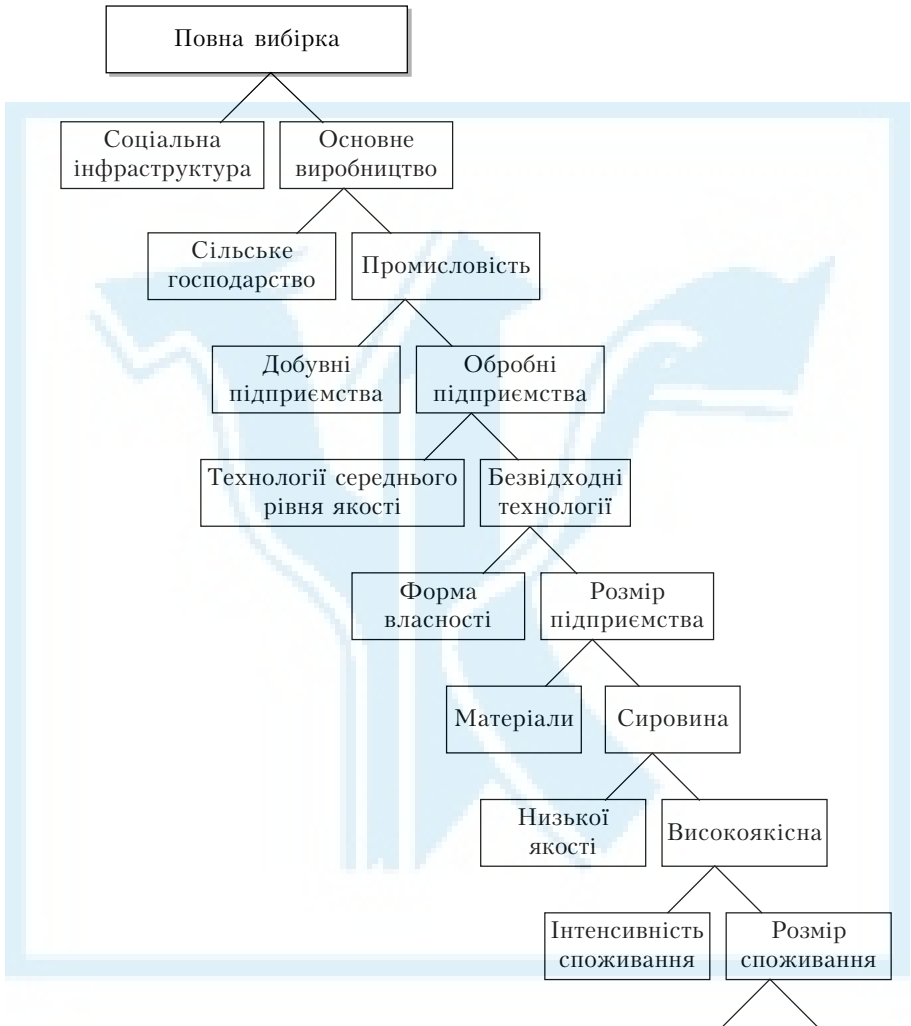 Повна вибірка
Соціальна
інфраструктура
Основне
виробництво
Сільське
господарство
Промисловість
Добувні
підприємства
Обробні
підприємства
Технології середнього
рівня якості
Безвідходні
технології
Форма
власності
Розмір
підприємства
Матеріали
Сировина
Низької
якості
Високоякісна
Інтенсивність
споживання
Розмір
споживання